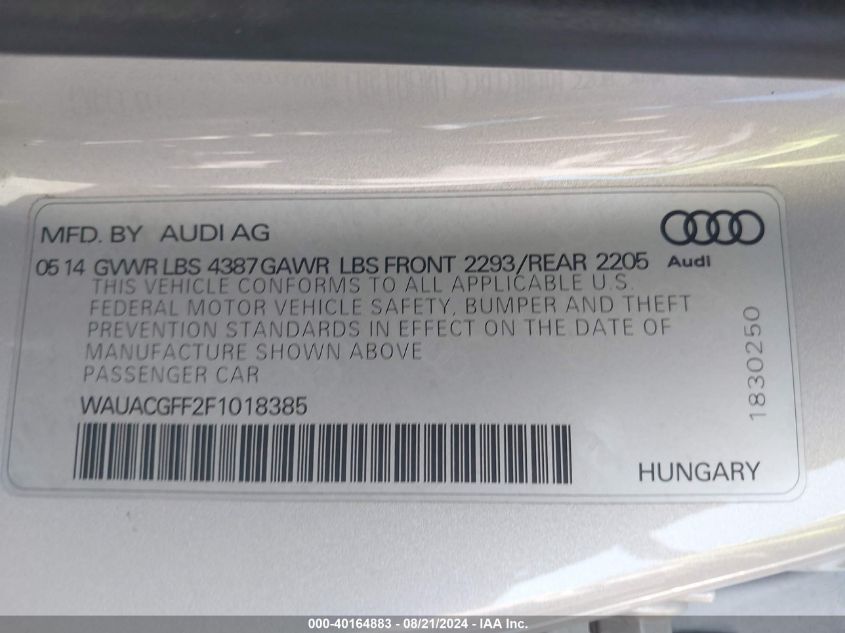 MFD. BY AUDI AG
05 14 GVWR LBS 4387 GAWR LBS FRONT 2293/REAR 2205
Audi
THIS VEHICLE CONFORMS TO ALL APPLICABLE U.S.
FEDERAL MOTOR VEHICLE SAFETY, BUMPER AND THEFT
PREVENTION STANDARDS IN EFFECT ON THE DATE OF
MANUFACTURE SHOWN ABOVE
PASSENGER CAR
WAUACGFF2F1018385
1830250
HUNGARY
000-40164883 - 08/21/2024 - IAA Inc.